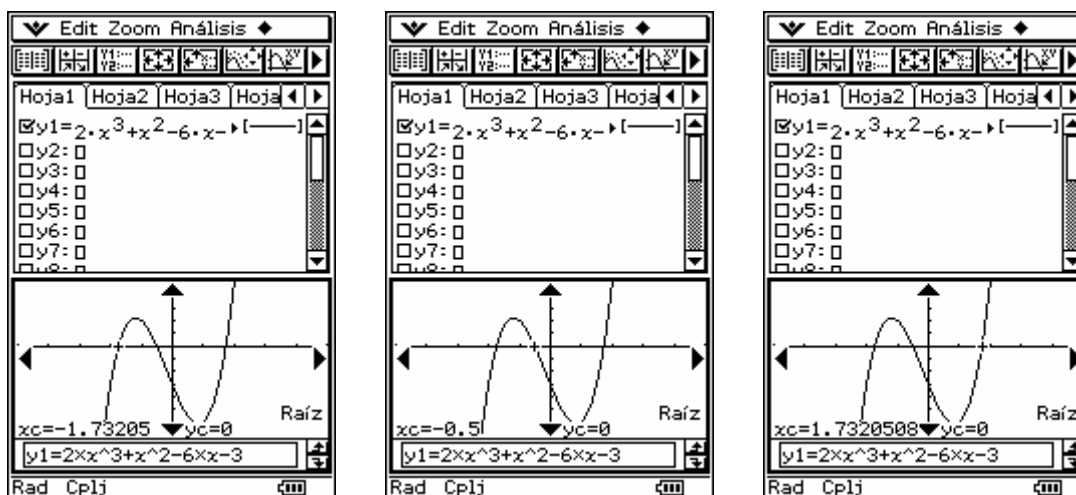 Edit Zoom Análisis
Hoja1 Hoja2 Hoja3 Hoja
y1=2·x^3+x^2-6·x- [—]
y2:
y3:
y4:
y5:
y6:
y7:
y8:
Raíz
xc=-1.73205 yc=0
y1=2×x^3+x^2-6×x-3
Rad Cplj
Edit Zoom Análisis
Hoja1 Hoja2 Hoja3 Hoja
y1=2·x^3+x^2-6·x- [—]
y2:
y3:
y4:
y5:
y6:
y7:
y8:
Raíz
xc=-0.5 yc=0
y1=2×x^3+x^2-6×x-3
Rad Cplj
Edit Zoom Análisis
Hoja1 Hoja2 Hoja3 Hoja
y1=2·x^3+x^2-6·x- [—]
y2:
y3:
y4:
y5:
y6:
y7:
y8:
Raíz
xc=1.7320508 yc=0
y1=2×x^3+x^2-6×x-3
Rad Cplj